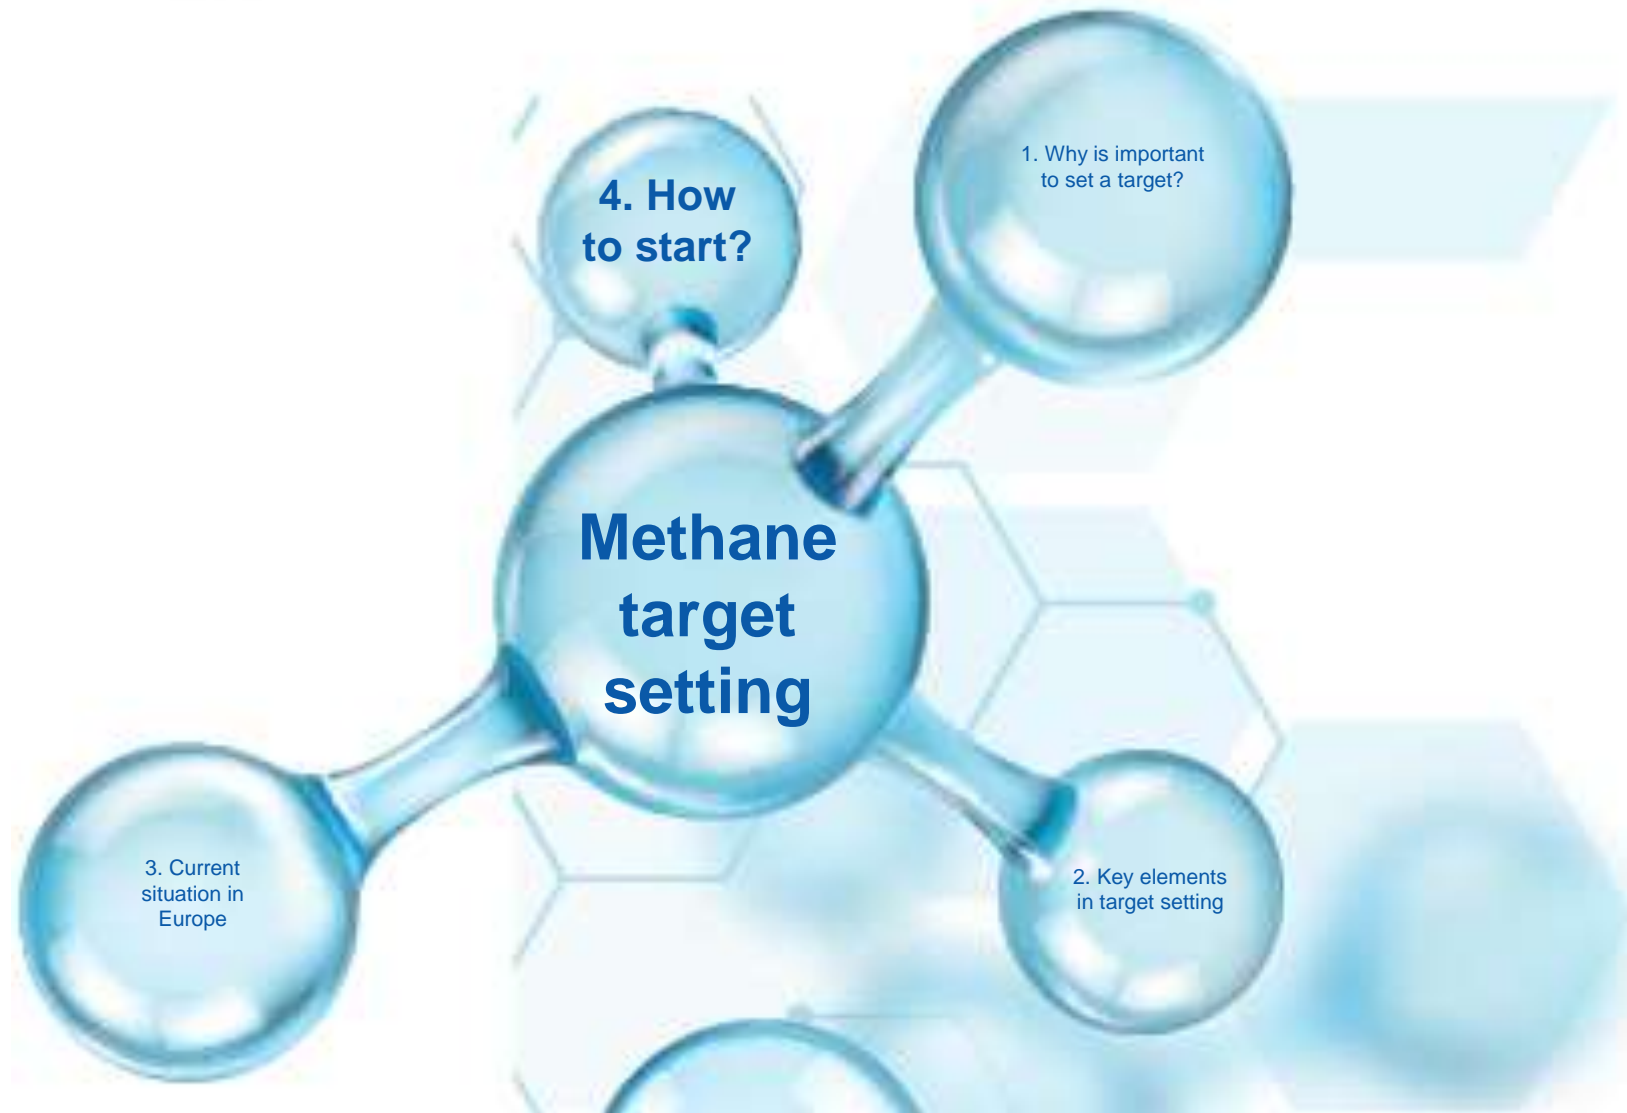 4. How
to start?
1. Why is important
to set a target?
Methane
target
setting
3. Current
situation in
Europe
2. Key elements
in target setting